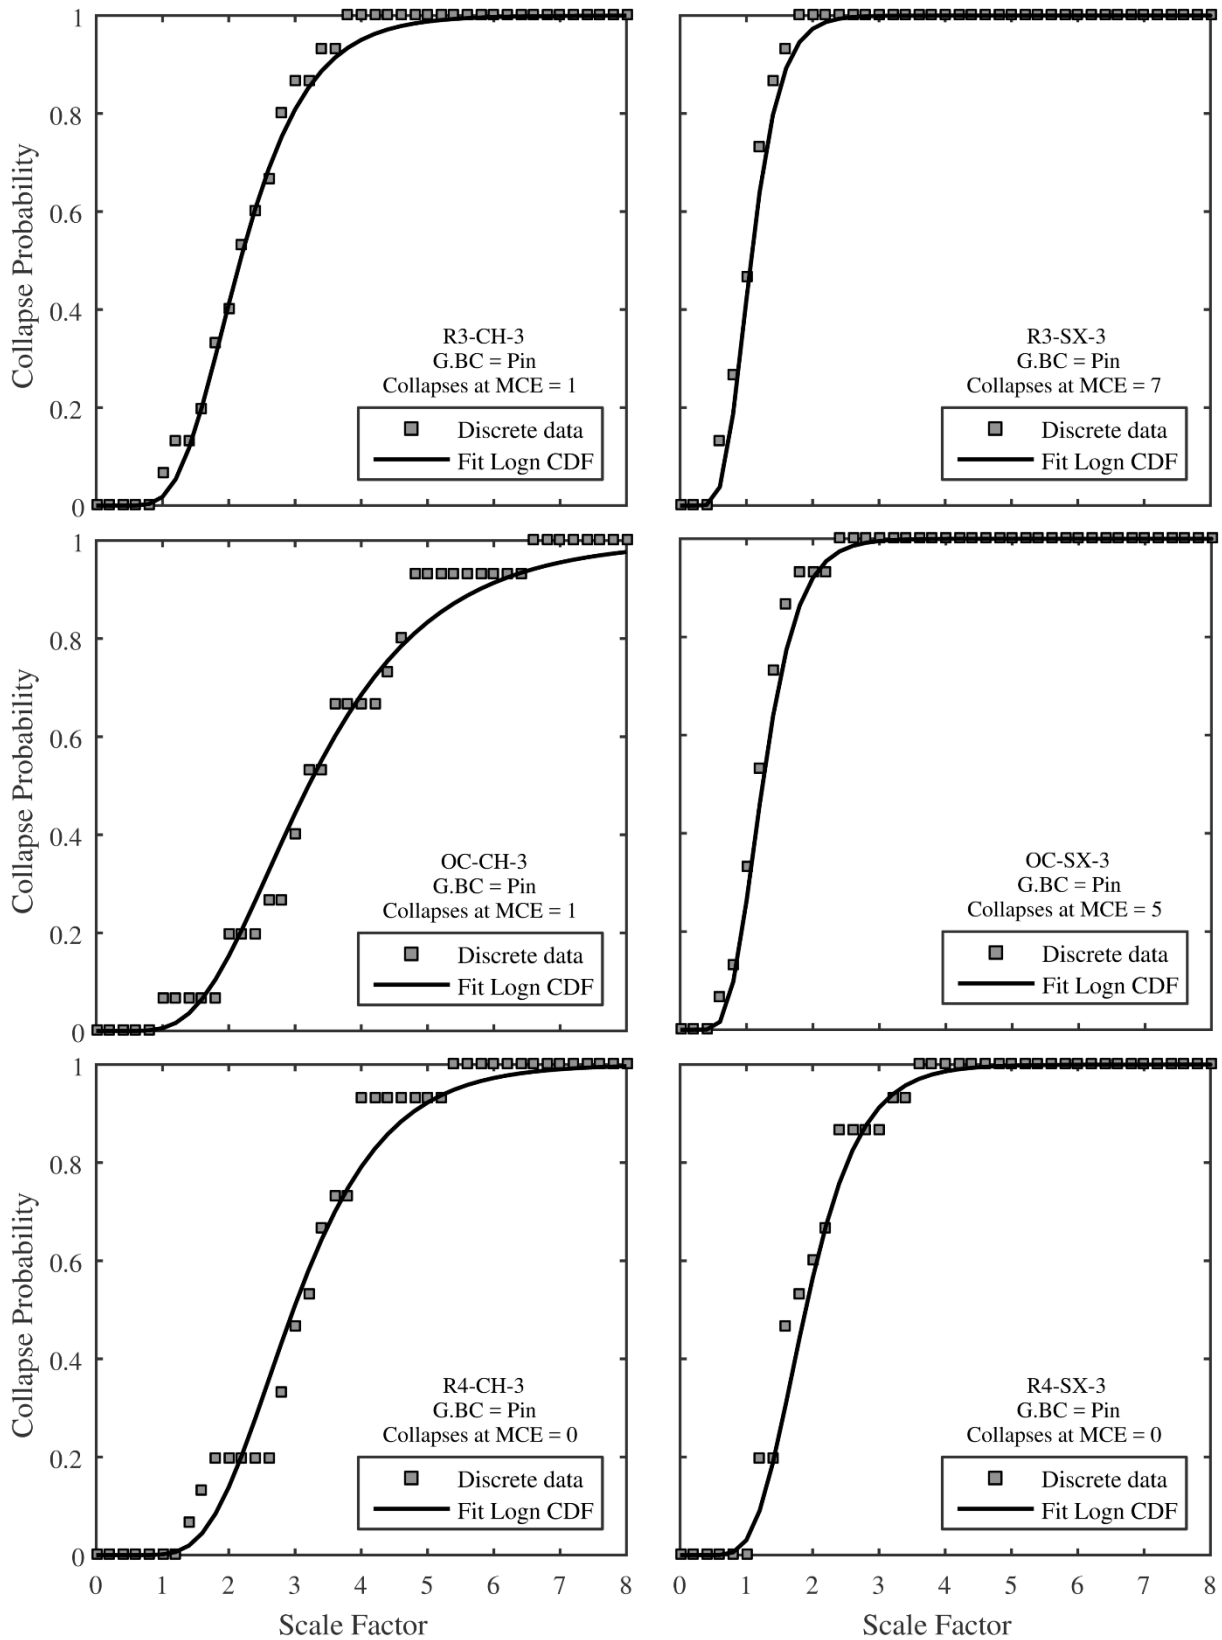 1
0.8
0.6
0.4
0.2
0
Collapse Probability
R3-CH-3
G.BC = Pin
Collapses at MCE = 1
Discrete data
Fit Logn CDF
R3-SX-3
G.BC = Pin
Collapses at MCE = 7
Discrete data
Fit Logn CDF
1
0.8
0.6
0.4
0.2
0
Collapse Probability
OC-CH-3
G.BC = Pin
Collapses at MCE = 1
Discrete data
Fit Logn CDF
OC-SX-3
G.BC = Pin
Collapses at MCE = 5
Discrete data
Fit Logn CDF
1
0.8
0.6
0.4
0.2
0
Collapse Probability
R4-CH-3
G.BC = Pin
Collapses at MCE = 0
Discrete data
Fit Logn CDF
0 1 2 3 4 5 6 7 8
Scale Factor
R4-SX-3
G.BC = Pin
Collapses at MCE = 0
Discrete data
Fit Logn CDF
0 1 2 3 4 5 6 7 8
Scale Factor